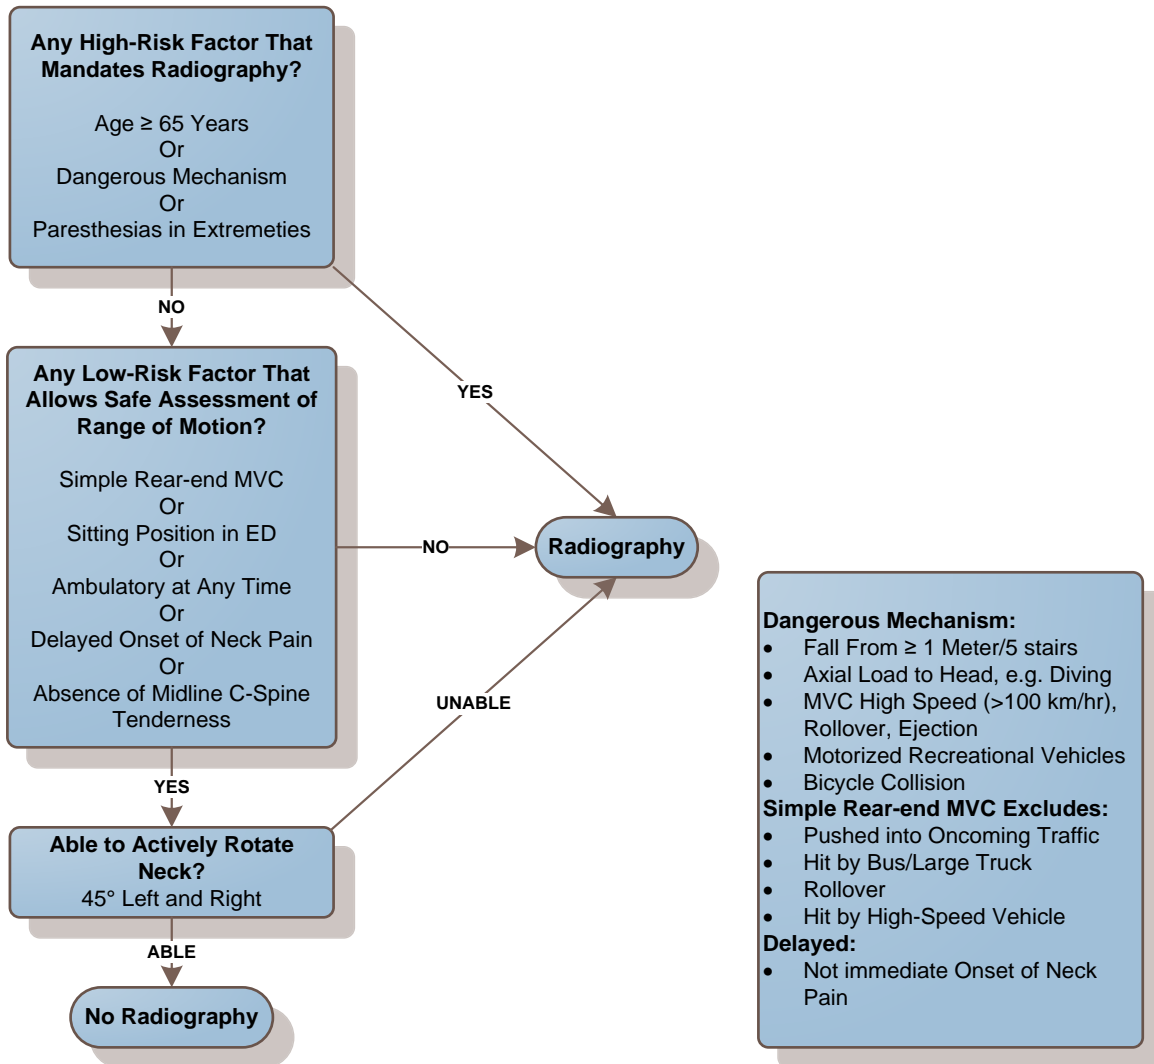 Any High-Risk Factor That
Mandates Radiography?
Age ≥ 65 Years
Or
Dangerous Mechanism
Or
Paresthasias in Extremeties
NO
YES
Any Low-Risk Factor That
Allows Safe Assessment of
Range of Motion?
Simple Rear-end MVC
Or
Sitting Position in ED
Or
Ambulatory at Any Time
Or
Delayed Onset of Neck Pain
Or
Absence of Midline C-Spine
Tenderness
NO
Radiography
UNABLE
YES
Able to Actively Rotate
Neck?
45° Left and Right
ABLE
No Radiography
Dangerous Mechanism:
• Fall From ≥ 1 Meter/5 stairs
• Axial Load to Head, e.g. Diving
• MVC High Speed (>100 km/hr),
Rollover, Ejection
• Motorized Recreational Vehicles
• Bicycle Collision
Simple Rear-end MVC Excludes:
• Pushed into Oncoming Traffic
• Hit by Bus/Large Truck
• Rollover
• Hit by High-Speed Vehicle
Delayed:
• Not immediate Onset of Neck
Pain